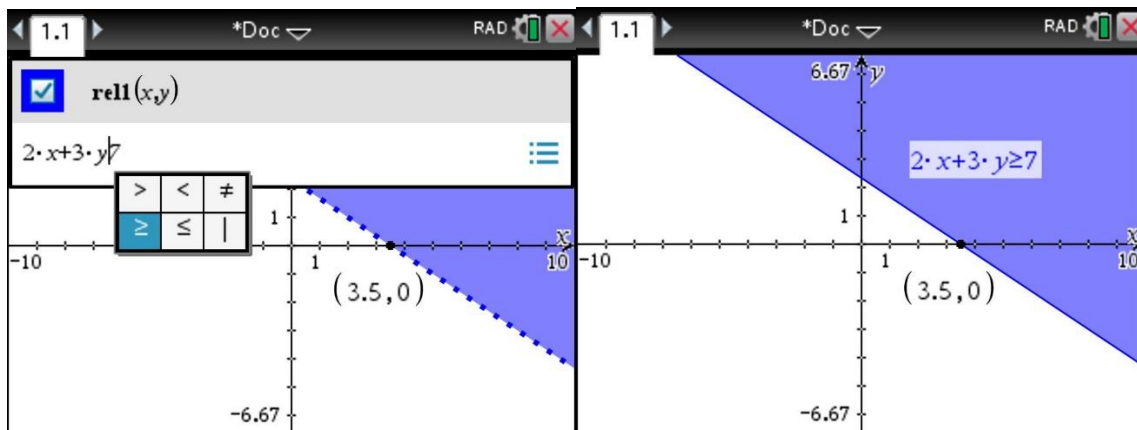 1.1 *Doc RAD
rel1(x,y)
2·x+3·y7
> < ≠
≥ ≤ |
1
x
-10 1 10
(3.5,0)
-6.67
1.1 *Doc RAD
6.67 y
2·x+3·y≥7
1
x
-10 1 10
(3.5,0)
-6.67